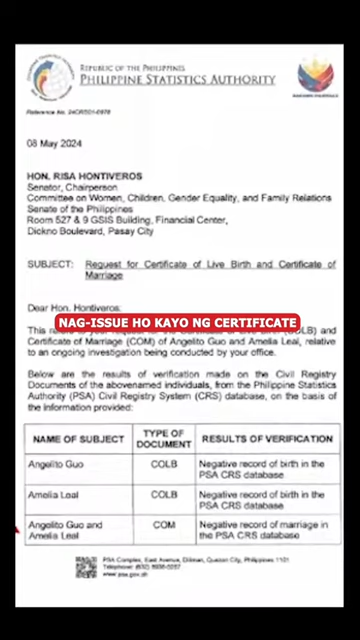 REPUBLIC OF THE PHILIPPINES
PHILIPPINE STATISTICS AUTHORITY
Reference No. 24CRS01-0978
08 May 2024
HON. RISA HONTIVEROS
Senator, Chairperson
Committee on Women, Children, Gender Equality, and Family Relations
Senate of the Philippines
Room 527 & 9 GSIS Building, Financial Center,
Dickno Boulevard, Pasay City
SUBJECT: Request for Certificate of Live Birth and Certificate of
Marriage
Dear Hon. Hontiveros:
NAG-ISSUE HO KAYO NG CERTIFICATE
This
Certificate of Marriage (COM) of Angelito Guo and Amelia Leal, relative
to an ongoing investigation being conducted by your office.
Below are the results of verification made on the Civil Registry
Documents of the abovenamed individuals, from the Philippine Statistics
Authority (PSA) Civil Registry System (CRS) database, on the basis of
the information provided:
NAME OF SUBJECT TYPE OF DOCUMENT RESULTS OF VERIFICATION
Angelito Guo COLB Negative record of birth in the
PSA CRS database
Amelia Leal COLB Negative record of birth in the
PSA CRS database
Angelito Guo and COM Negative record of marriage in
Amelia Leal the PSA CRS database
PSA Complex, East Avenue, Diliman, Quezon City, Philippines 1101
Telephone: (632) 8938-5267
www.psa.gov.ph